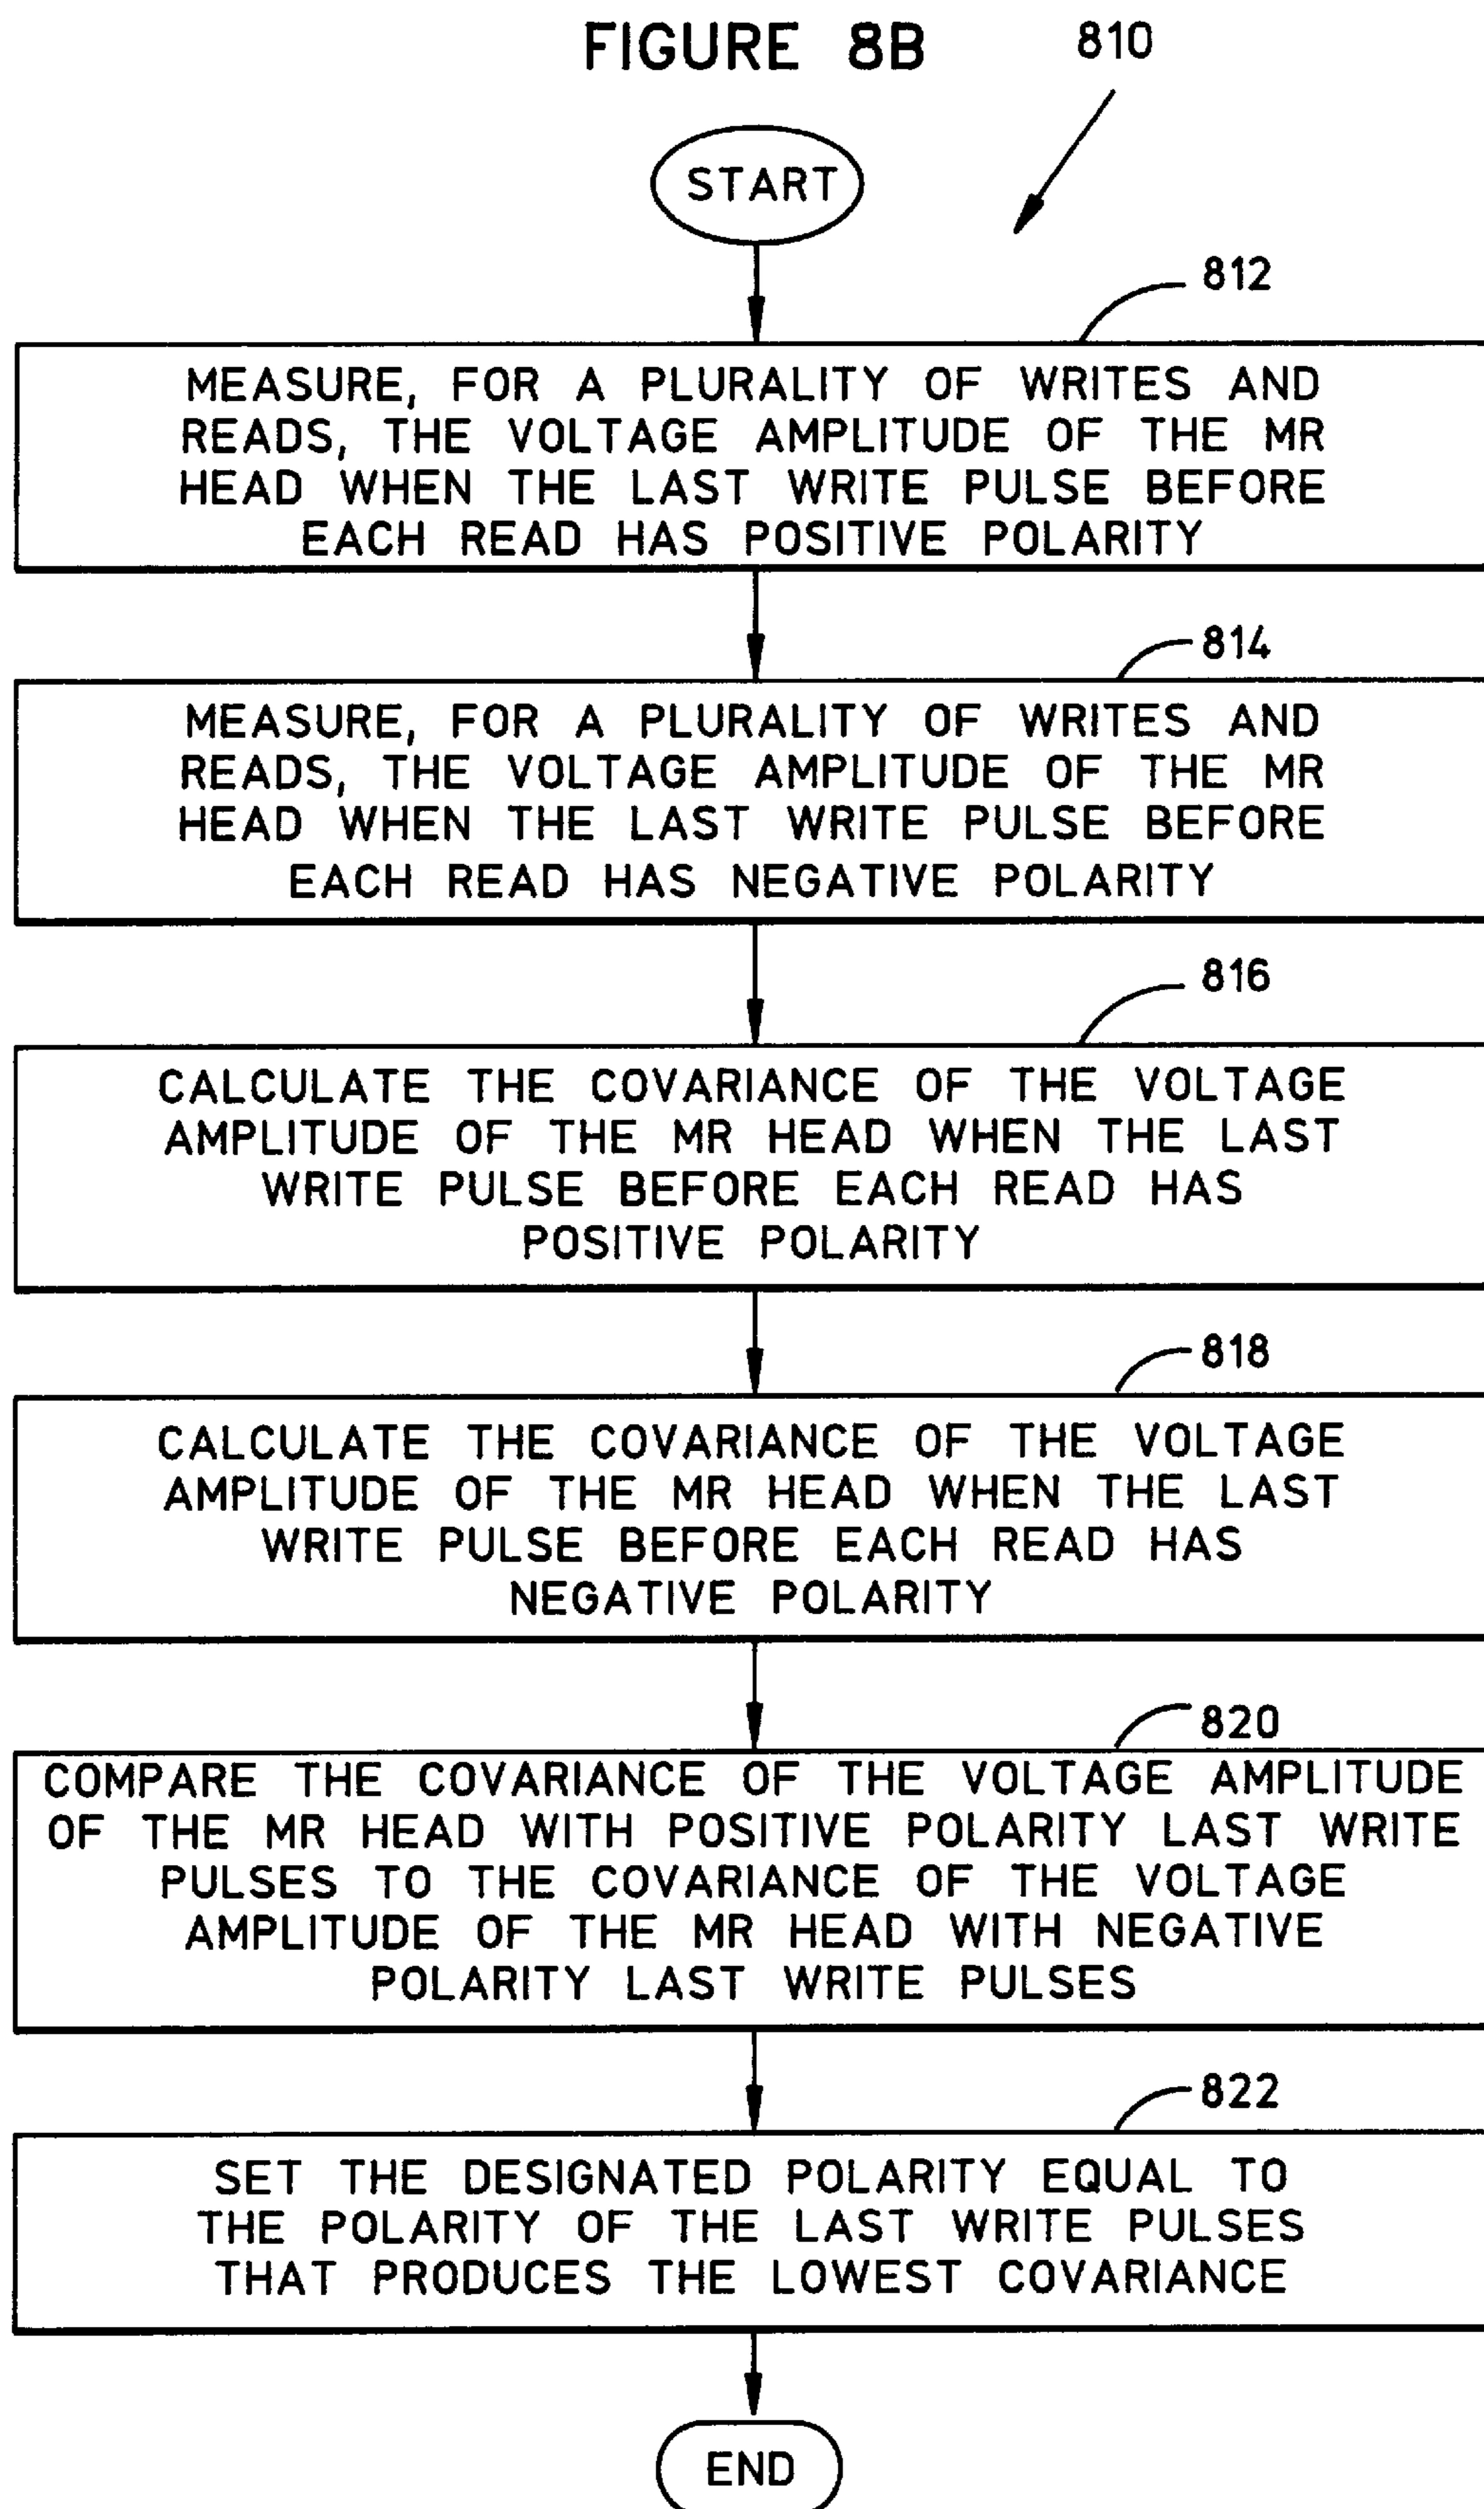 FIGURE 8B
810
START
812
MEASURE, FOR A PLURALITY OF WRITES AND
READS, THE VOLTAGE AMPLITUDE OF THE MR
HEAD WHEN THE LAST WRITE PULSE BEFORE
EACH READ HAS POSITIVE POLARITY
814
MEASURE, FOR A PLURALITY OF WRITES AND
READS, THE VOLTAGE AMPLITUDE OF THE MR
HEAD WHEN THE LAST WRITE PULSE BEFORE
EACH READ HAS NEGATIVE POLARITY
816
CALCULATE THE COVARIANCE OF THE VOLTAGE
AMPLITUDE OF THE MR HEAD WHEN THE LAST
WRITE PULSE BEFORE EACH READ HAS
POSITIVE POLARITY
818
CALCULATE THE COVARIANCE OF THE VOLTAGE
AMPLITUDE OF THE MR HEAD WHEN THE LAST
WRITE PULSE BEFORE EACH READ HAS
NEGATIVE POLARITY
820
COMPARE THE COVARIANCE OF THE VOLTAGE AMPLITUDE
OF THE MR HEAD WITH POSITIVE POLARITY LAST WRITE
PULSES TO THE COVARIANCE OF THE VOLTAGE
AMPLITUDE OF THE MR HEAD WITH NEGATIVE
POLARITY LAST WRITE PULSES
822
SET THE DESIGNATED POLARITY EQUAL TO
THE POLARITY OF THE LAST WRITE PULSES
THAT PRODUCES THE LOWEST COVARIANCE
END